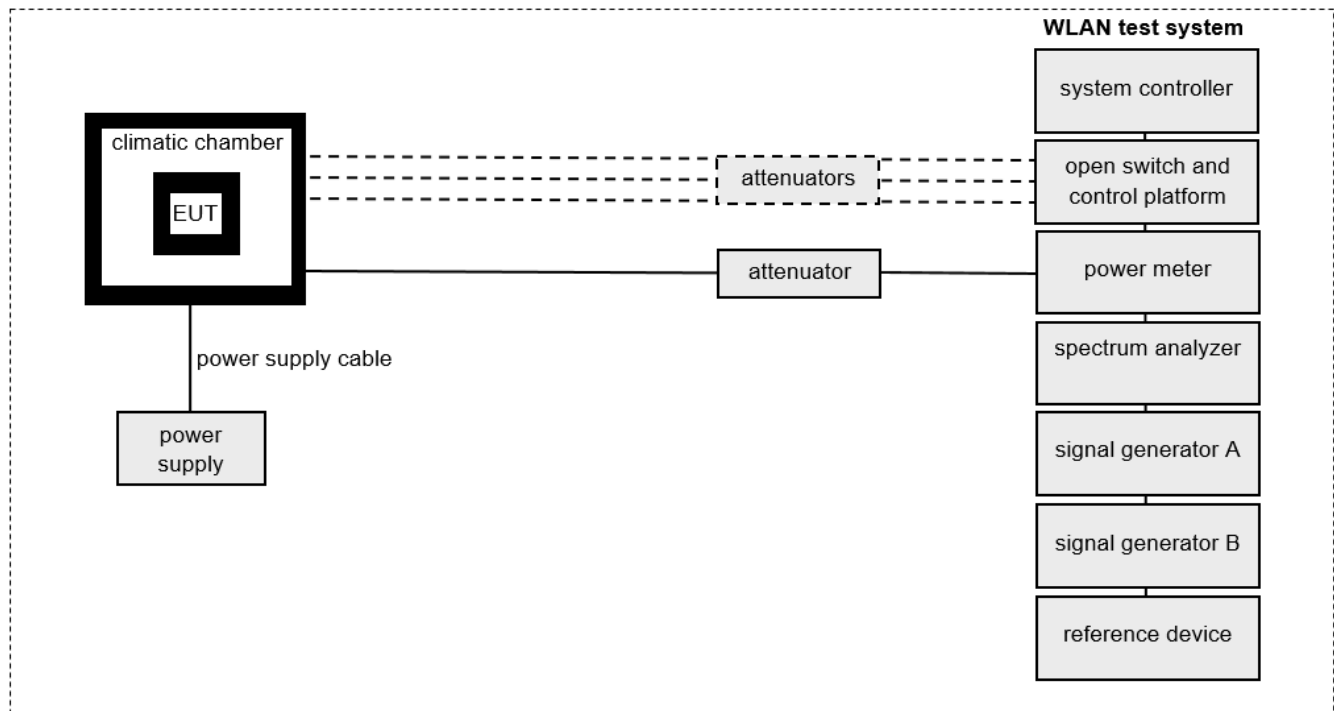 WLAN test system
system controller
climatic chamber
EUT
attenuators
open switch and
control platform
attenuator
power meter
power supply cable
spectrum analyzer
power
supply
signal generator A
signal generator B
reference device